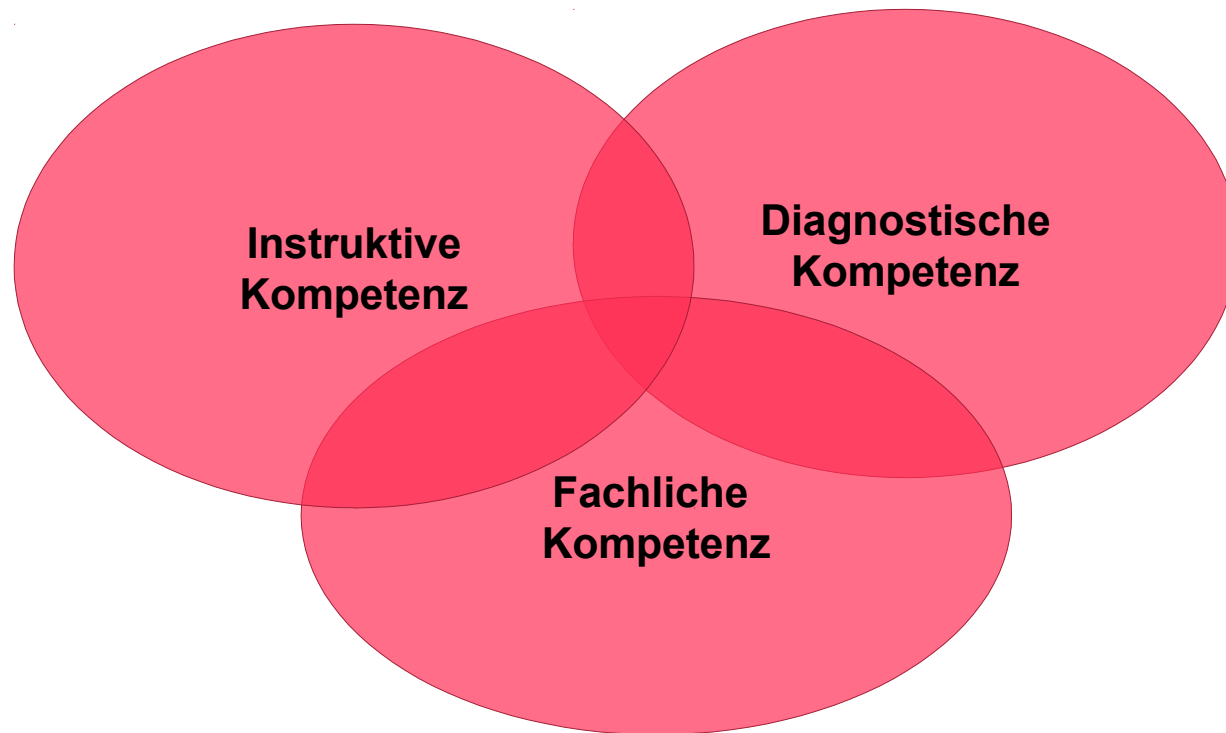 Instruktive
Kompetenz
Diagnostische
Kompetenz
Fachliche
Kompetenz